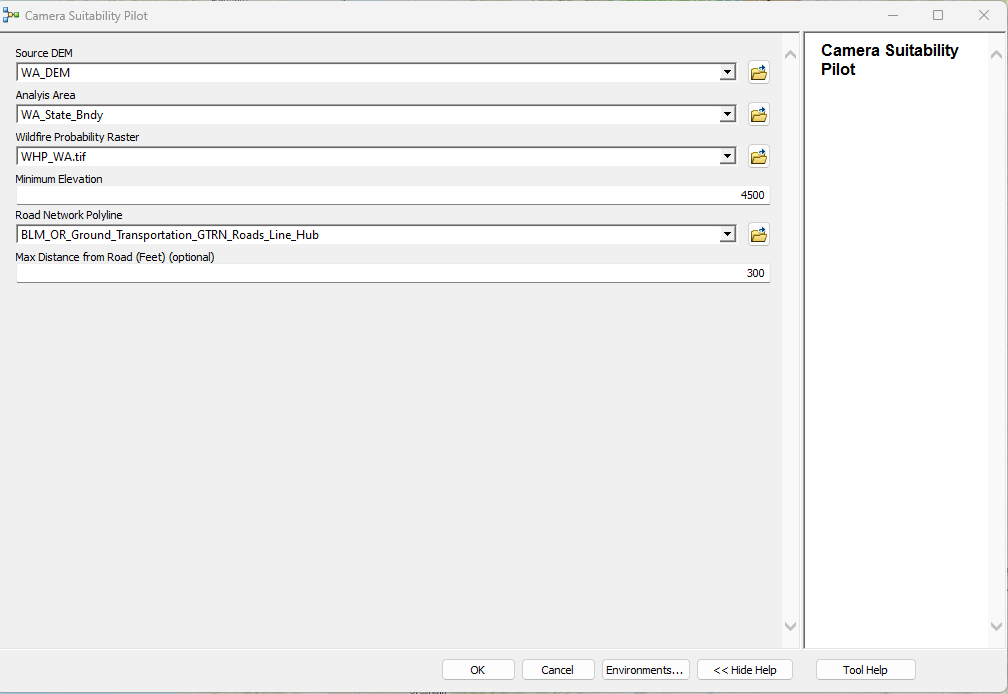 Camera Suitability Pilot
Source DEM
WA_DEM
Analyis Area
WA_State_Bndy
Wildfire Probability Raster
WHP_WA.tif
Minimum Elevation
4500
Road Network Polyline
BLM_OR_Ground_Transportation_GTRN_Roads_Line_Hub
Max Distance from Road (Feet) (optional)
300
Camera Suitability
Pilot
OK
Cancel
Environments...
<< Hide Help
Tool Help